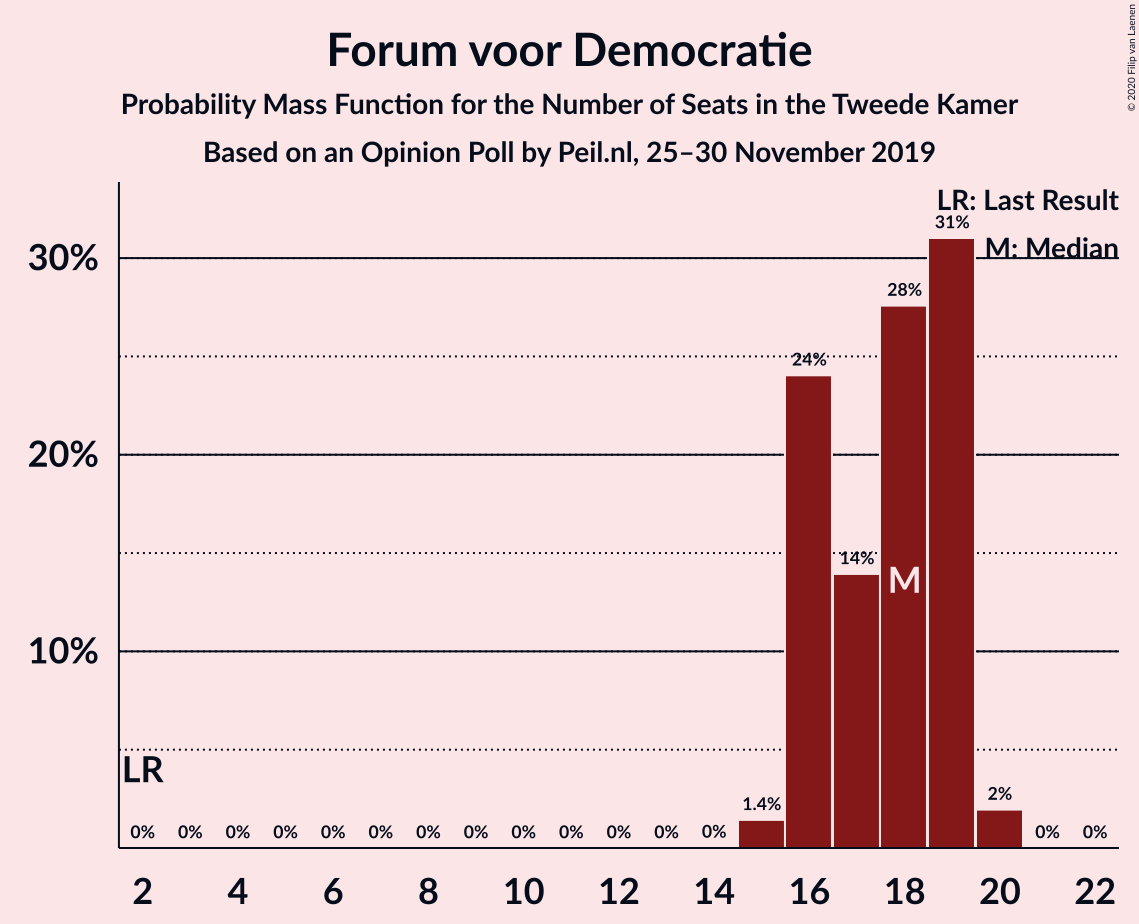 © 2020 Filip van Laenen
Forum voor Democratie
Probability Mass Function for the Number of Seats in the Tweede Kamer
Based on an Opinion Poll by Peil.nl, 25–30 November 2019
LR: Last Result
M: Median
30%
20%
10%
LR
M
0% 0% 0% 0% 0% 0% 0% 0% 0% 0% 0% 0% 0% 1.4% 24% 14% 28% 31% 2% 0% 0%
2 4 6 8 10 12 14 16 18 20 22